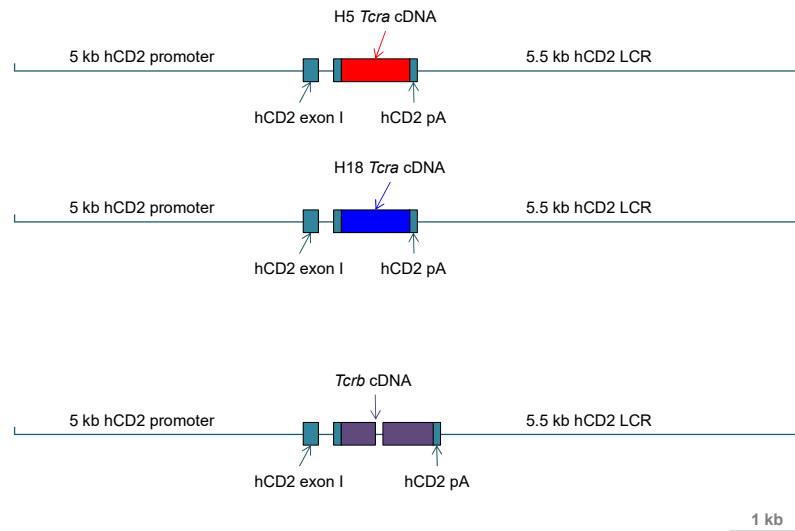 H5 Tcra cDNA
5 kb hCD2 promoter
5.5 kb hCD2 LCR
hCD2 exon I
hCD2 pA
H18 Tcra cDNA
5 kb hCD2 promoter
5.5 kb hCD2 LCR
hCD2 exon I
hCD2 pA
Tcrb cDNA
5 kb hCD2 promoter
5.5 kb hCD2 LCR
hCD2 exon I
hCD2 pA
1 kb